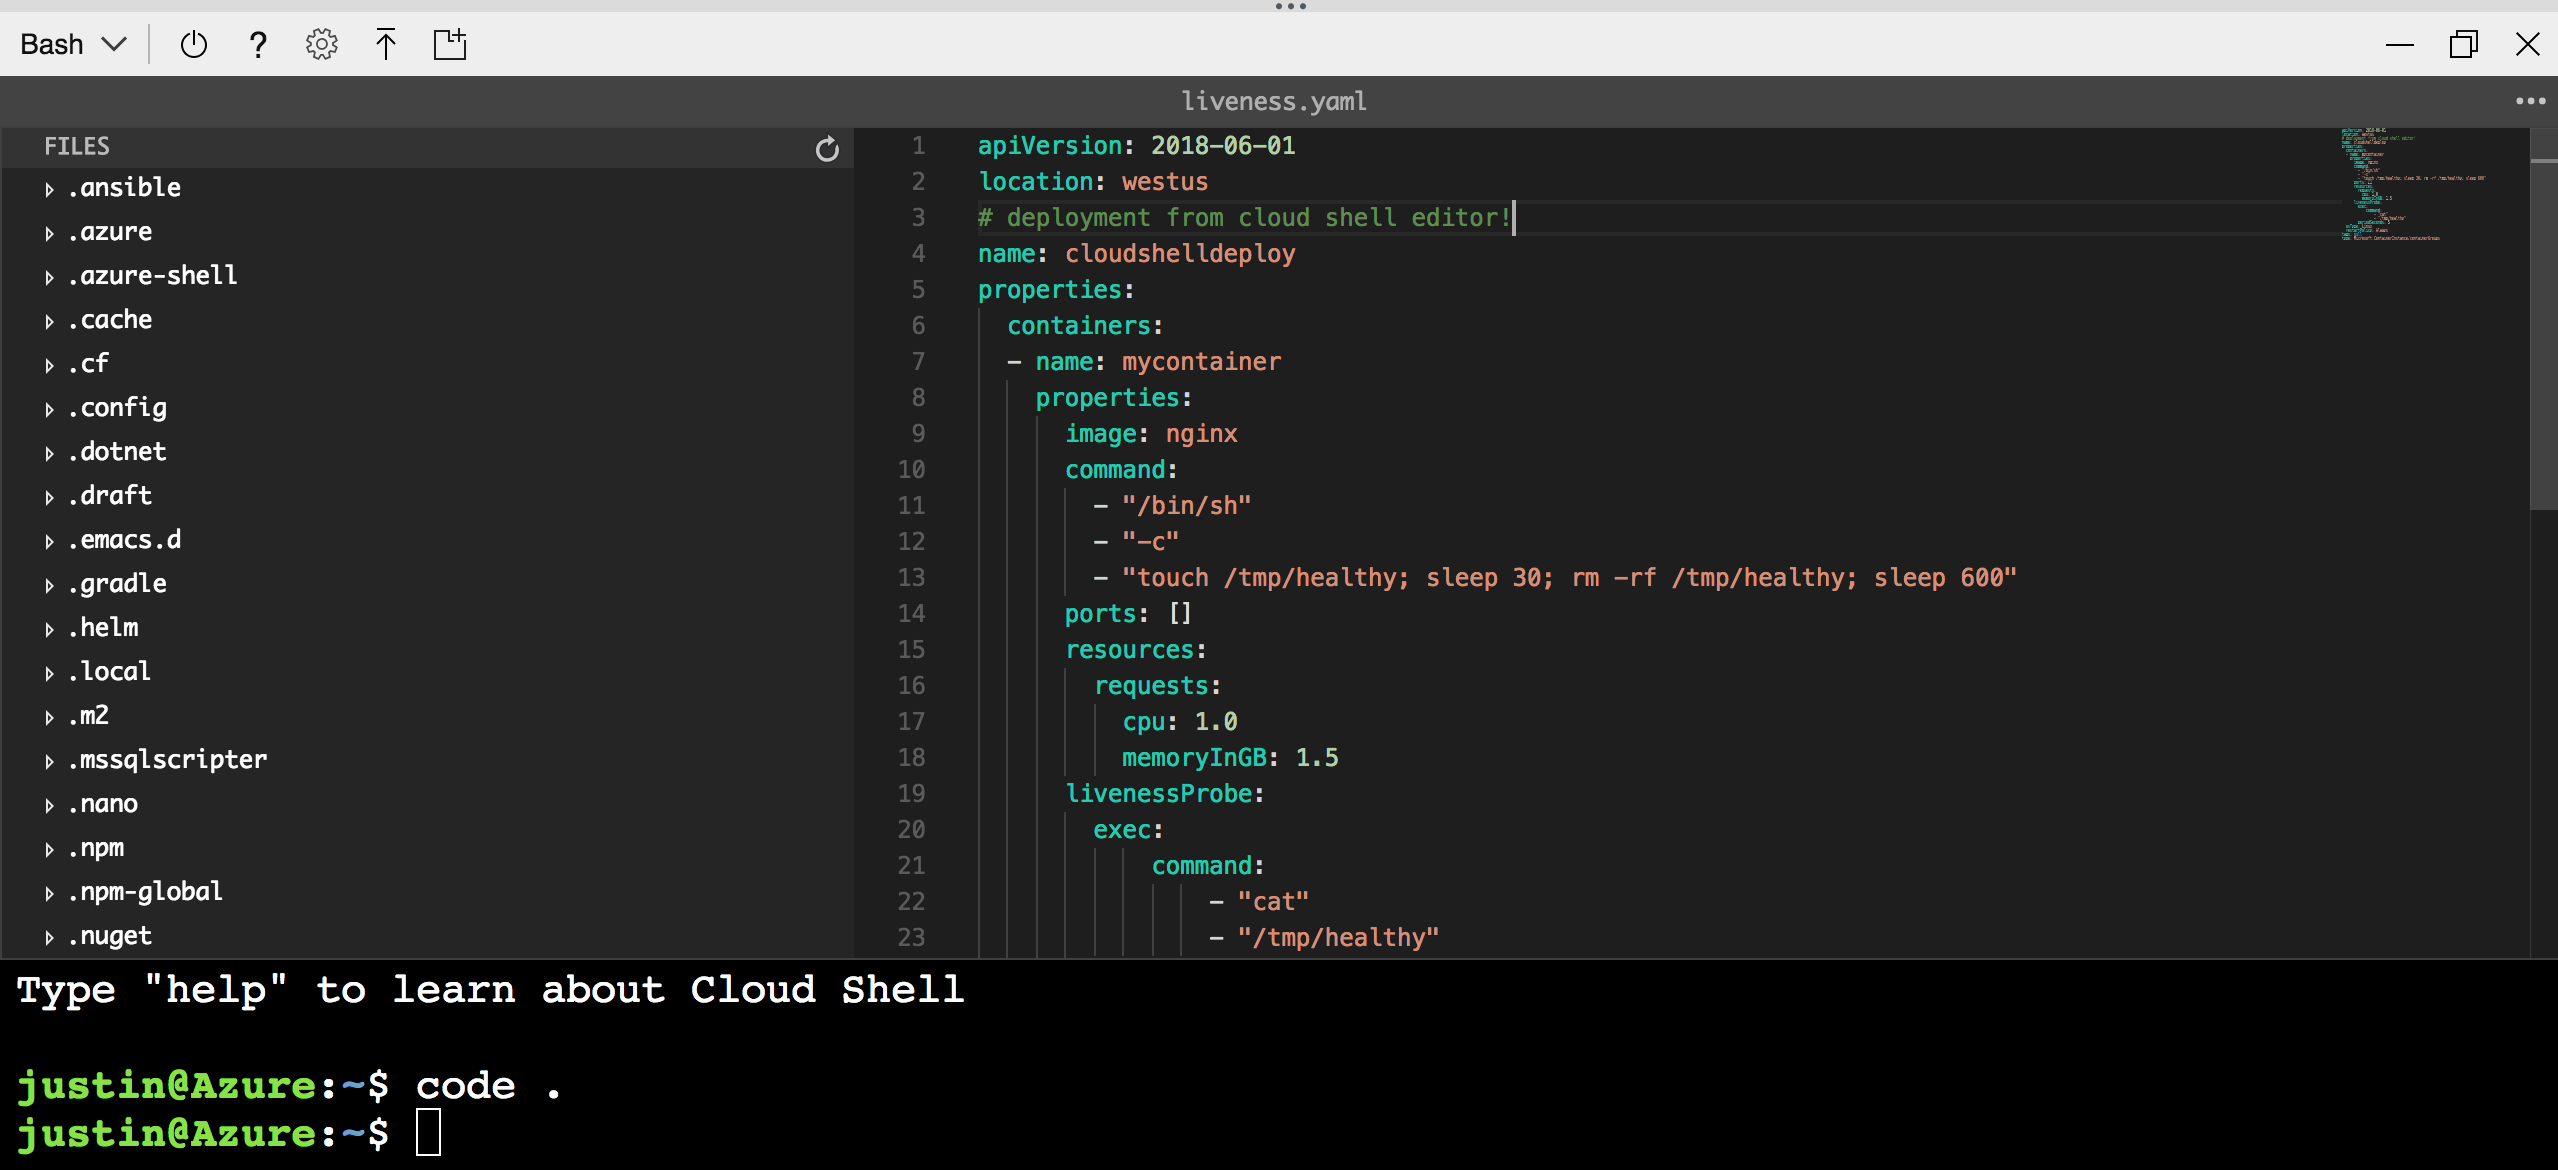 Bash
?
liveness.yaml
FILES
.ansible
.azure
.azure-shell
.cache
.cf
.config
.dotnet
.draft
.emacs.d
.gradle
.helm
.local
.m2
.mssqlscripter
.nano
.npm
.npm-global
.nuget
1 apiVersion: 2018-06-01
2 location: westus
3 # deployment from cloud shell editor!
4 name: cloudshelldeploy
5 properties:
6   containers:
7   - name: mycontainer
8     properties:
9       image: nginx
10       command:
11         - "/bin/sh"
12         - "-c"
13         - "touch /tmp/healthy; sleep 30; rm -rf /tmp/healthy; sleep 600"
14       ports: []
15       resources:
16         requests:
17           cpu: 1.0
18           memoryInGB: 1.5
19       livenessProbe:
20         exec:
21             command:
22                 - "cat"
23                 - "/tmp/healthy"
Type "help" to learn about Cloud Shell
justin@Azure:~$ code .
justin@Azure:~$